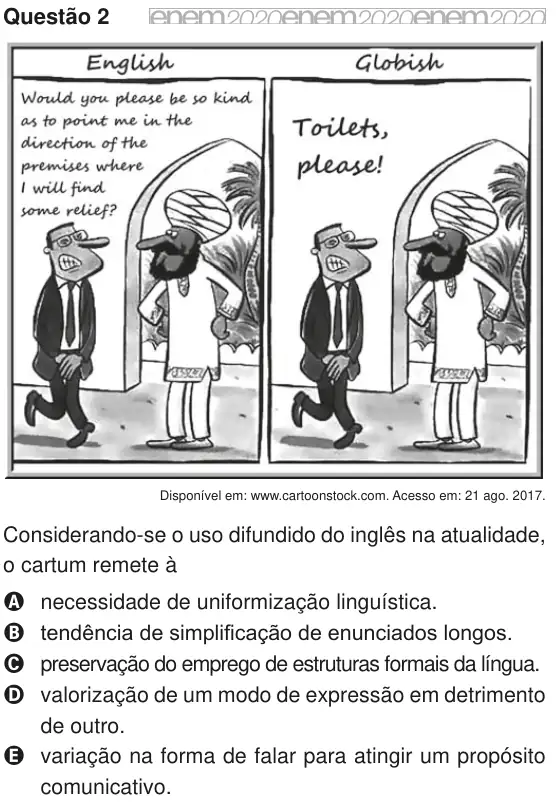 Questão 2
enem2020enem2020enem2020
English
Would you please be so kind
as to point me in the
direction of the
premises where
I will find
some relief?
Globish
Toilets,
please!
Disponível em: www.cartoonstock.com. Acesso em: 21 ago. 2017.
Considerando-se o uso difundido do inglês na atualidade,
o cartum remete à
A necessidade de uniformização linguística.
B tendência de simplificação de enunciados longos.
C preservação do emprego de estruturas formais da língua.
D valorização de um modo de expressão em detrimento
de outro.
E variação na forma de falar para atingir um propósito
comunicativo.